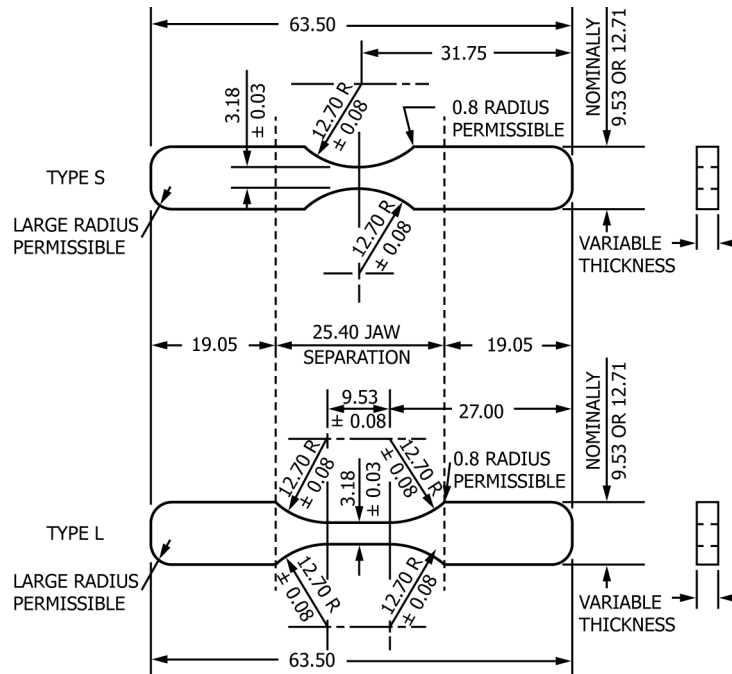 63.50
31.75
NOMINALLY
9.53 OR 12.71
3.18
± 0.03
12.70 R
± 0.08
0.8 RADIUS
PERMISSIBLE
TYPE S
LARGE RADIUS
PERMISSIBLE
12.70 R
± 0.08
VARIABLE
THICKNESS
19.05
25.40 JAW
SEPARATION
19.05
9.53
± 0.08
27.00
NOMINALLY
9.53 OR 12.71
12.70 R
± 0.08
3.18
± 0.03
12.70 R
± 0.08
0.8 RADIUS
PERMISSIBLE
TYPE L
LARGE RADIUS
PERMISSIBLE
12.70 R
± 0.08
12.70 R
± 0.08
VARIABLE
THICKNESS
63.50